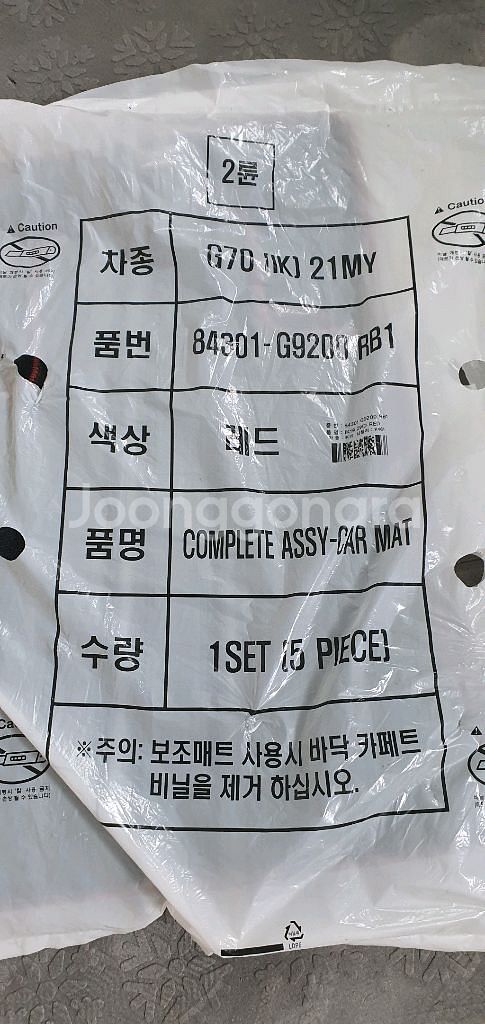 2륜
Caution
Caution
차종 G70 (IK) 21MY
품번 84301-G9200 RB1
색상 레드
Joonggonara
품명 COMPLETE ASSY-CAR MAT
수량 1SET (5 PIECE)
※주의: 보조매트 사용시 바닥 카페트
비닐을 제거 하십시오.
LDPE